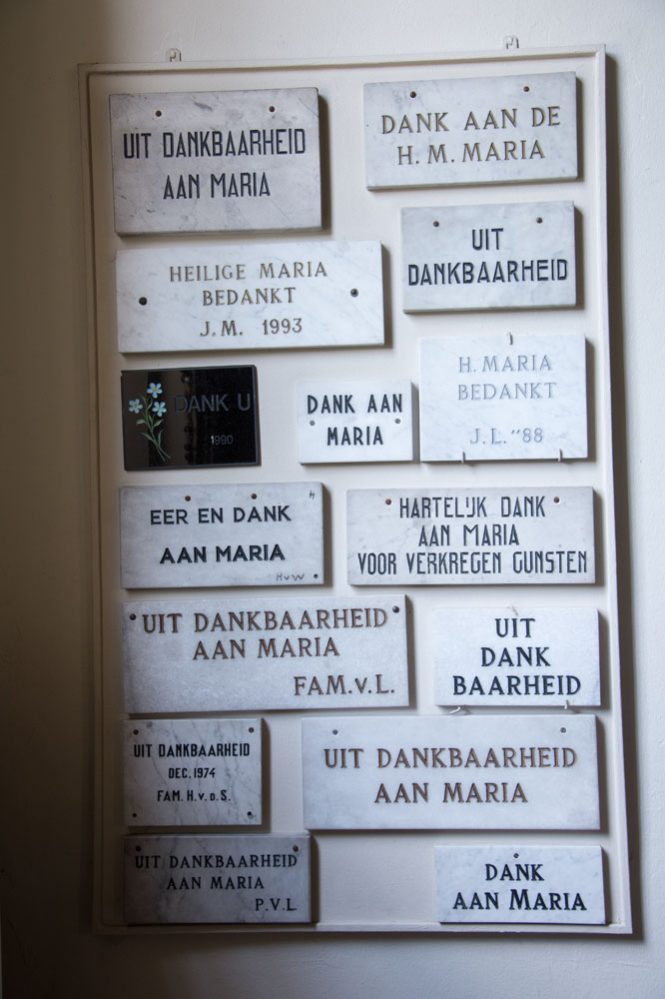 UIT DANKBAARHEID
AAN MARIA
DANK AAN DE
H. M. MARIA
HEILIGE MARIA
BEDANKT
J.M. 1993
UIT
DANKBAARHEID
DANK U
1990
DANK AAN
MARIA
H. MARIA
BEDANKT
J.L. "88
EER EN DANK
AAN MARIA
H v W
HARTELIJK DANK
AAN MARIA
VOOR VERKREGEN GUNSTEN
UIT DANKBAARHEID
AAN MARIA
FAM. v. L.
UIT
DANK
BAARHEID
UIT DANKBAARHEID
DEC. 1974
FAM. H. v. d. S.
UIT DANKBAARHEID
AAN MARIA
UIT DANKBAARHEID
AAN MARIA
P.V.L
DANK
AAN MARIA